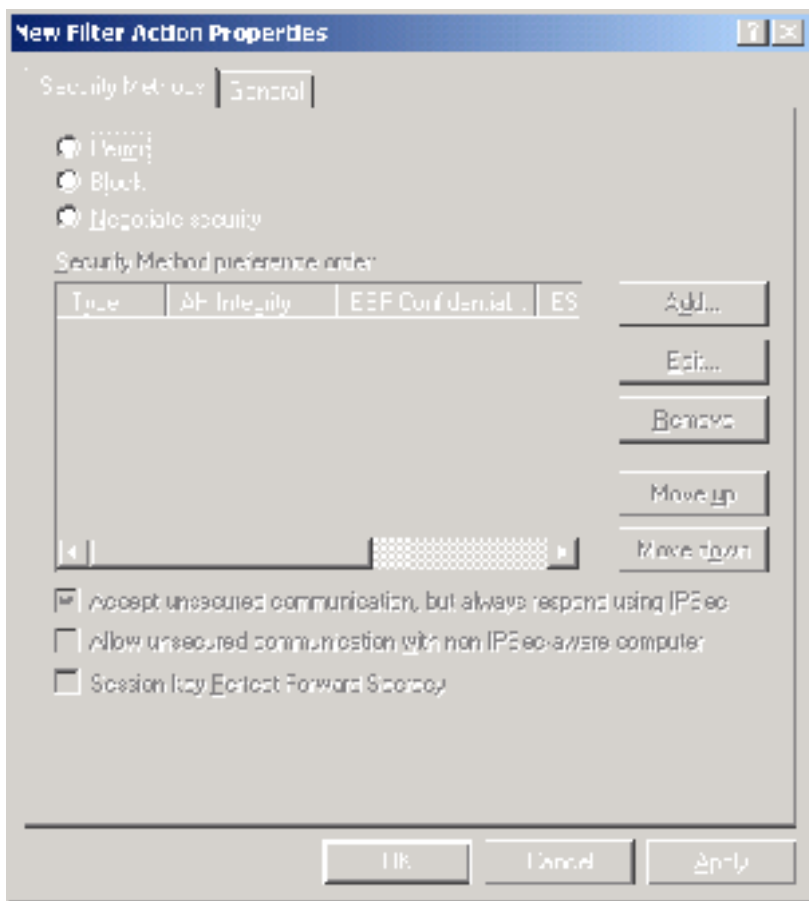 New Filter Action Properties
Security Methods General
Permit
Block
Negotiate security
Security Method preference order
Type AH Integrity ESP Confidential... ES
Add...
Edit...
Remove
Move up
Move down
Accept unsecured communication, but always respond using IPSec
Allow unsecured communication with non IPSec-aware computer
Session key Perfect Forward Secrecy
OK Cancel Apply